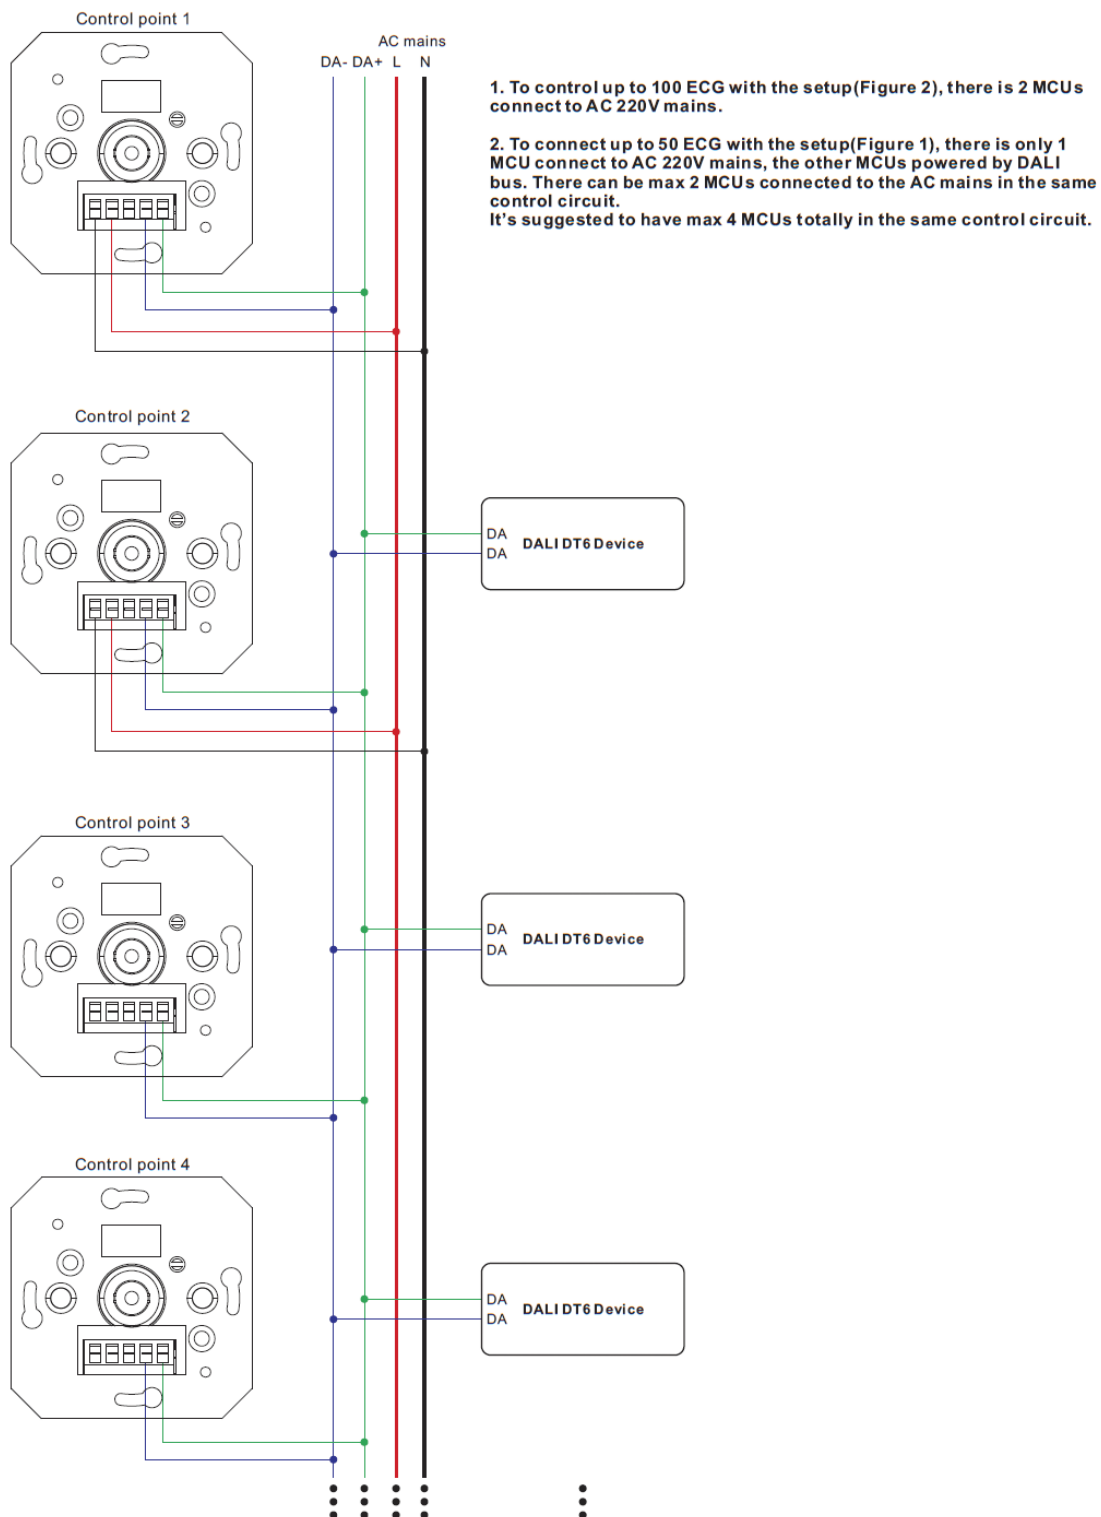 Control point 1
AC mains
DA- DA+ L N
1. To control up to 100 ECG with the setup(Figure 2), there is 2 MCUs
connect to AC 220V mains.
2. To connect up to 50 ECG with the setup(Figure 1), there is only 1
MCU connect to AC 220V mains, the other MCUs powered by DALI
bus. There can be max 2 MCUs connected to the AC mains in the same
control circuit.
It's suggested to have max 4 MCUs totally in the same control circuit.
Control point 2
DA
DA
DALI DT6 Device
Control point 3
DA
DA
DALI DT6 Device
Control point 4
DA
DA
DALI DT6 Device